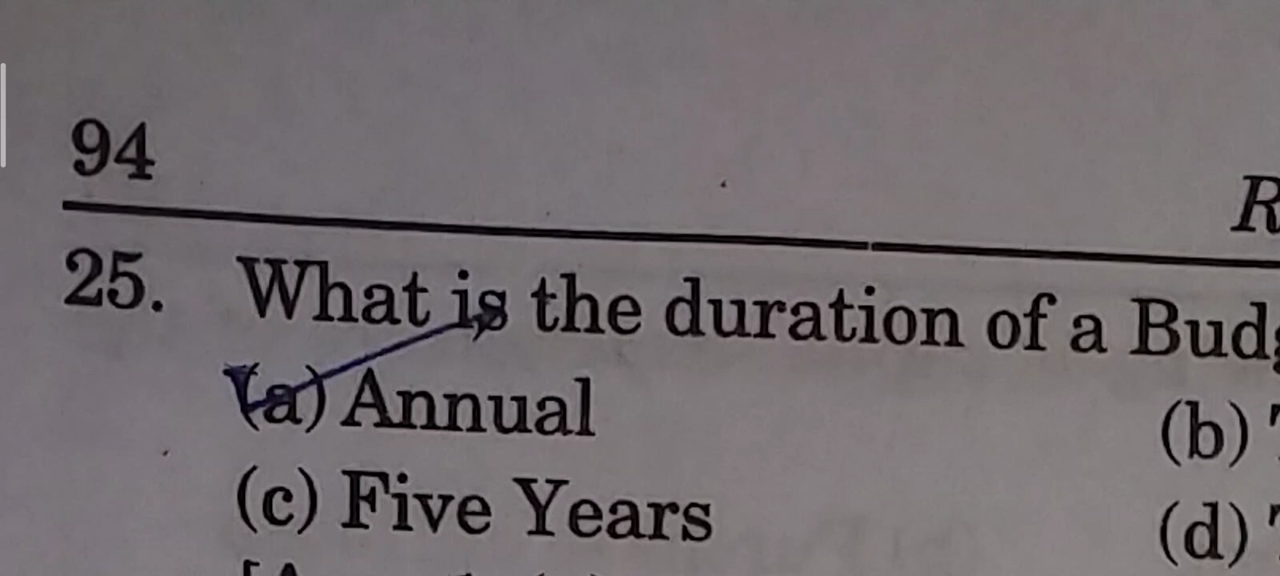 94
R
25. What is the duration of a Bud
(a) Annual
(b)
(c) Five Years
(d)